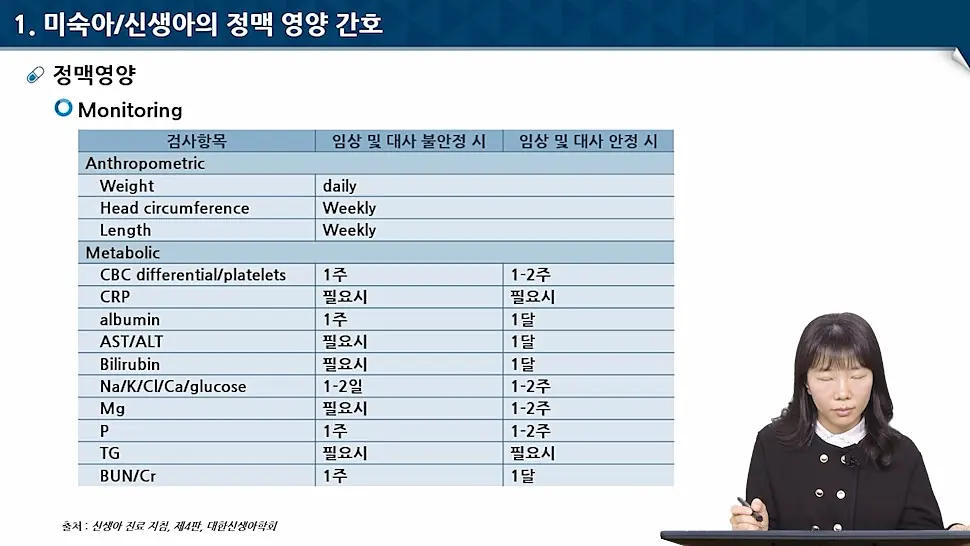 1. 미숙아/신생아의 정맥 영양 간호
정맥영양
Monitoring
검사항목 임상 및 대사 불안정 시 임상 및 대사 안정 시
Anthropometric
Weight daily
Head circumference Weekly
Length Weekly
Metabolic
CBC differential/platelets 1주 1-2주
CRP 필요시 필요시
albumin 1주 1달
AST/ALT 필요시 1달
Bilirubin 필요시 1달
Na/K/Cl/Ca/glucose 1-2일 1-2주
Mg 필요시 1-2주
P 1주 1-2주
TG 필요시 필요시
BUN/Cr 1주 1달
출처 : 신생아 진료 지침, 제4판, 대한신생아학회